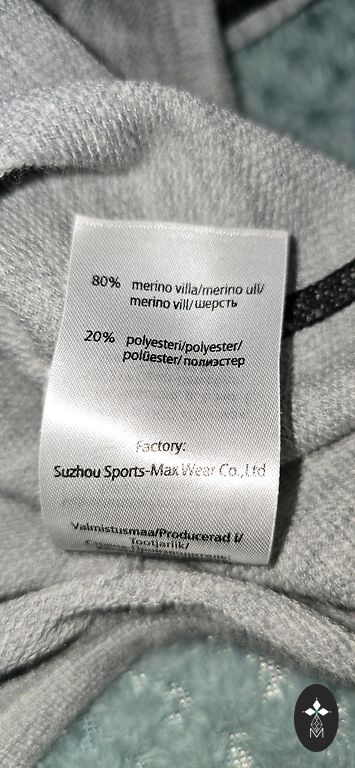 80% merino villa/merino ull/
merino vill/шерсть
20% polyesteri/polyester/
polüester/полиэстер
Factory:
Suzhou Sports-Max Wear Co.,Ltd
Valmistusmaa/Producerad i/
Tootjariik/
M